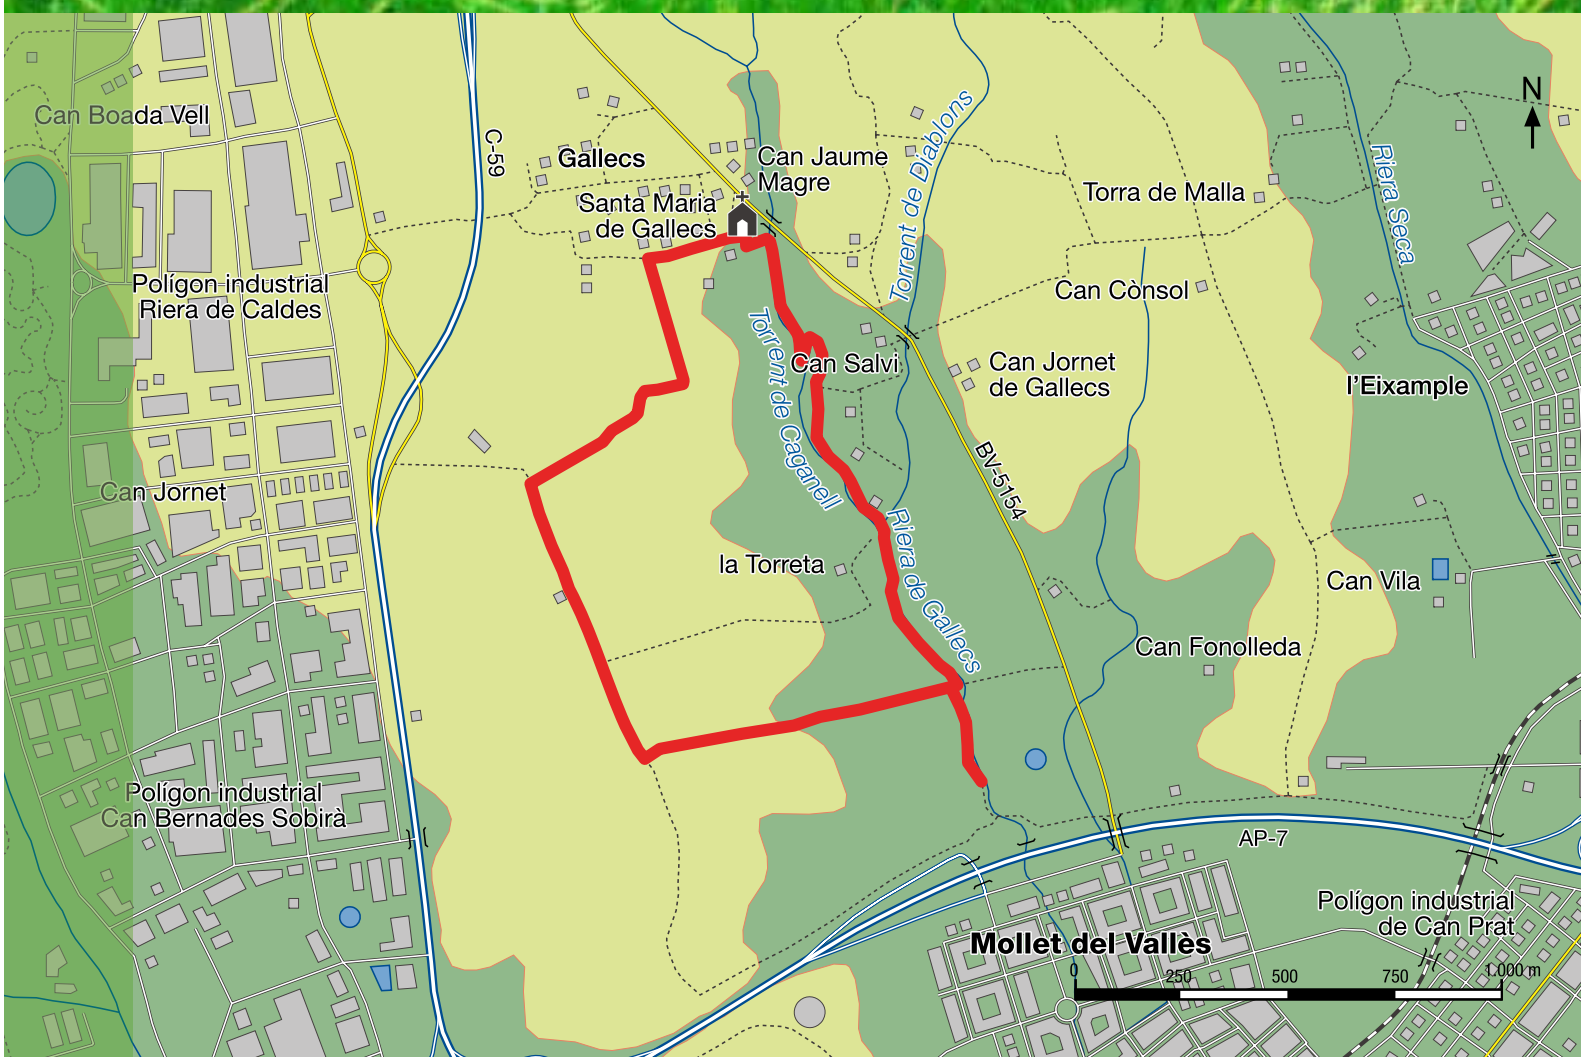 N
Can Boada Vell
C-59
Gallecs
Can Jaume
Magre
Torrent de Diablons
Riera Seca
Torra de Malla
Santa Maria
de Gallecs
Polígon industrial
Riera de Caldes
Can Cònsol
Torrent de Caganell
Can Salvi
Can Jornet
de Gallecs
l'Eixample
BV-5154
Can Jornet
la Torreta
Riera de Gallecs
Can Vila
Can Fonolleda
Polígon industrial
Can Bernades Sobirà
AP-7
Polígon industrial
de Can Prat
Mollet del Vallès
0 250 500 750 1.000 m